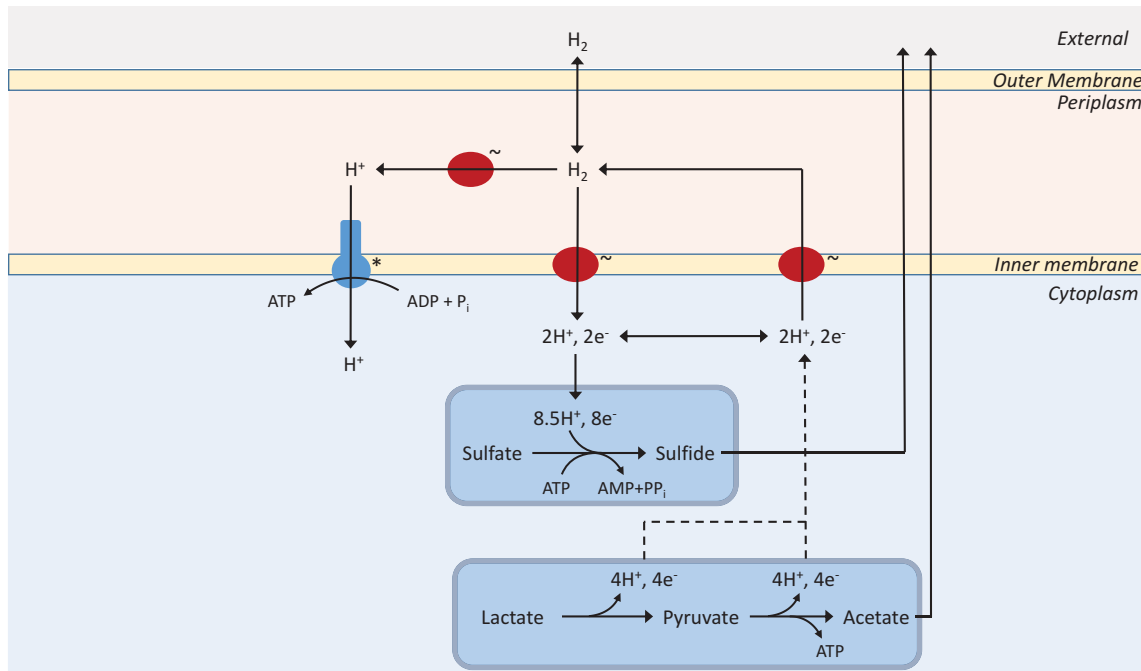 H₂
External
Outer Membrane
Periplasm
H⁺
~
H₂
*
~
~
Inner membrane
Cytoplasm
ATP
ADP + Pᵢ
2H⁺, 2e⁻
2H⁺, 2e⁻
H⁺
8.5H⁺, 8e⁻
Sulfate
Sulfide
ATP
AMP+PPᵢ
4H⁺, 4e⁻
4H⁺, 4e⁻
Lactate
Pyruvate
Acetate
ATP